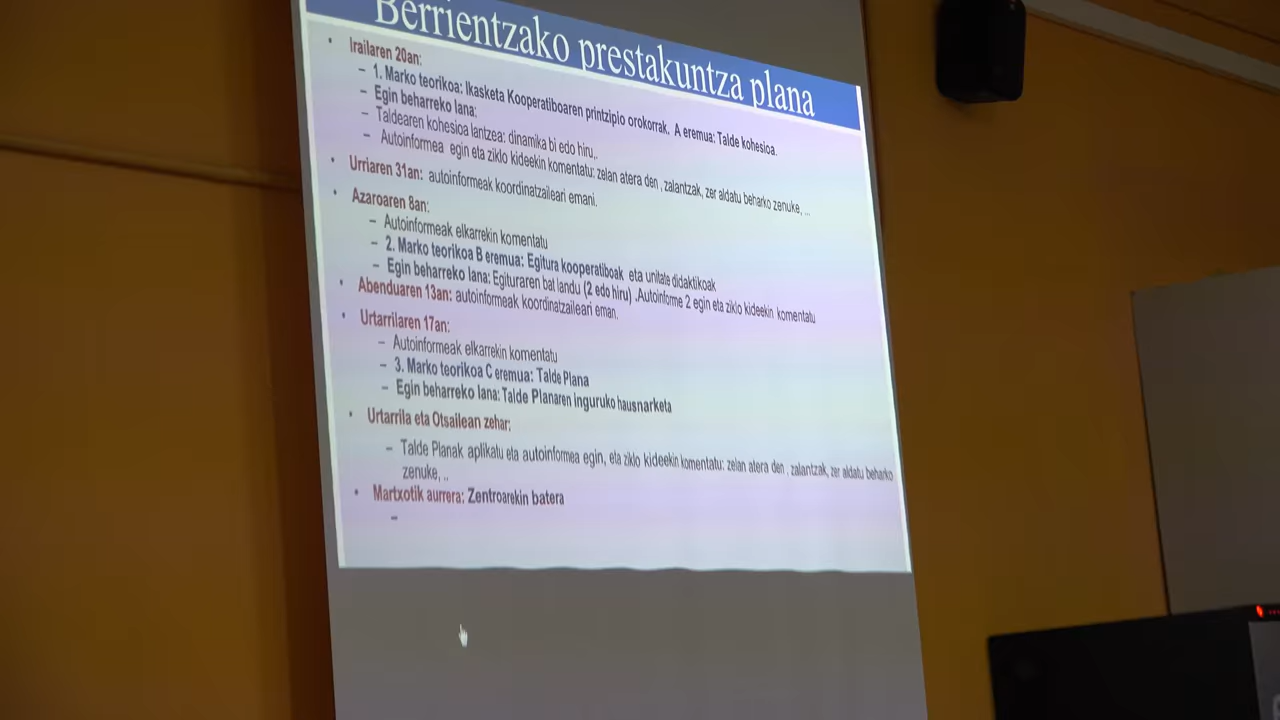 Berrientzako prestakuntza plana
• Irailaren 20an:
– 1. Marko teorikoa: Ikasketa Kooperatiboaren printzipio orokorrak. A eremua: Talde kohesioa.
– Egin beharreko lana:
– Taldearen kohesioa lantzea: dinamika bi edo hiru,.
– Autoinformea egin eta ziklo kideekin komentatu: zelan atera den , zalantzak, zer aldatu beharko zenuke, ...
• Urriaren 31an: autoinformeak koordinatzaileari emani.
• Azaroaren 8an:
– Autoinformeak elkarrekin komentatu
– 2. Marko teorikoa B eremua: Egitura kooperatiboak eta unitate didaktikoak
– Egin beharreko lana: Egituraren bat landu (2 edo hiru) .Autoinforme 2 egin eta ziklo kideekin komentatu
• Abenduaren 13an: autoinformeak koordinatzaileari eman.
• Urtarrilaren 17an:
– Autoinformeak elkarrekin komentatu
– 3. Marko teorikoa C eremua: Talde Plana
– Egin beharreko lana: Talde Planaren inguruko hausnarketa
• Urtarrila eta Otsailean zehar:
– Talde Planak aplikatu eta autoinformea egin, eta ziklo kideekin komentatu: zelan atera den , zalantzak, zer aldatu beharko
zenuke, ..
• Martxotik aurrera: Zentroarekin batera
–